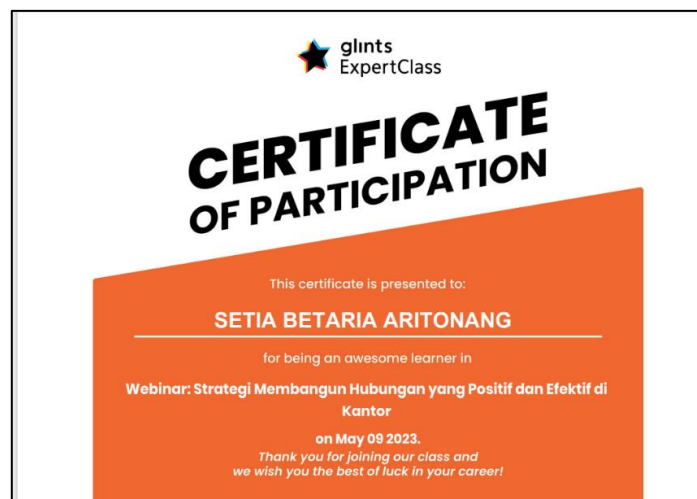 glints
ExpertClass
CERTIFICATE
OF PARTICIPATION
This certificate is presented to:
SETIA BETARIA ARITONANG
for being an awesome learner in
Webinar: Strategi Membangun Hubungan yang Positif dan Efektif di
Kantor
on May 09 2023.
Thank you for joining our class and
we wish you the best of luck in your career!